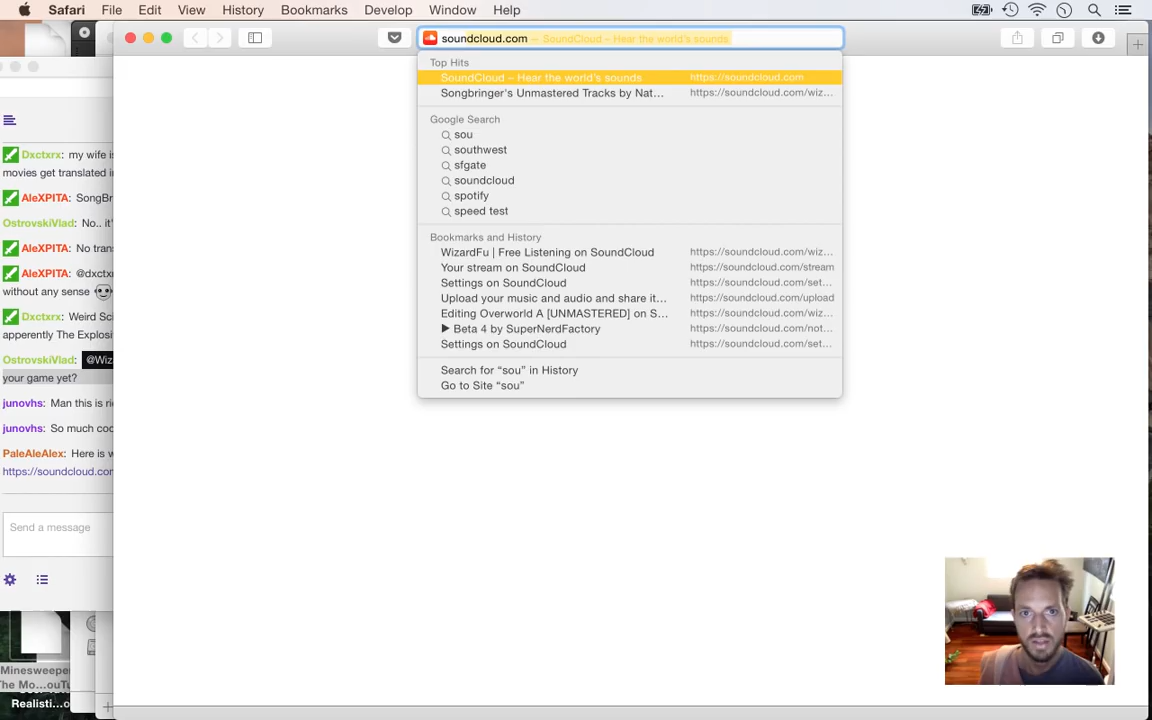 Safari File Edit View History Bookmarks Develop Window Help
soundcloud.com — SoundCloud – Hear the world's sounds
Top Hits
SoundCloud – Hear the world's sounds https://soundcloud.com
Songbringer's Unmastered Tracks by Nat... https://soundcloud.com/wiz...
Google Search
sou
southwest
sfgate
soundcloud
spotify
speed test
Bookmarks and History
WizardFu | Free Listening on SoundCloud https://soundcloud.com/wiz...
Your stream on SoundCloud https://soundcloud.com/stream
Settings on SoundCloud https://soundcloud.com/set...
Upload your music and audio and share it... https://soundcloud.com/upload
Editing Overworld A [UNMASTERED] on S... https://soundcloud.com/wiz...
▶ Beta 4 by SuperNerdFactory https://soundcloud.com/not...
Settings on SoundCloud https://soundcloud.com/set...
Search for “sou” in History
Go to Site “sou”
Dxctxrx: my wife is
movies get translated i
AleXPITA: SongBr
OstrovskiVlad: No.. it'
AleXPITA: No tran
AleXPITA: @dxctx
without any sense
Dxctxrx: Weird Sci
apparently The Explosi
OstrovskiVlad: @Wiz
your game yet?
junovhs: Man this is ri
junovhs: So much coo
PaleAleAlex: Here is w
https://soundcloud.com
Send a message
Minesweeper
The Mo...ouTu
Realisti...o